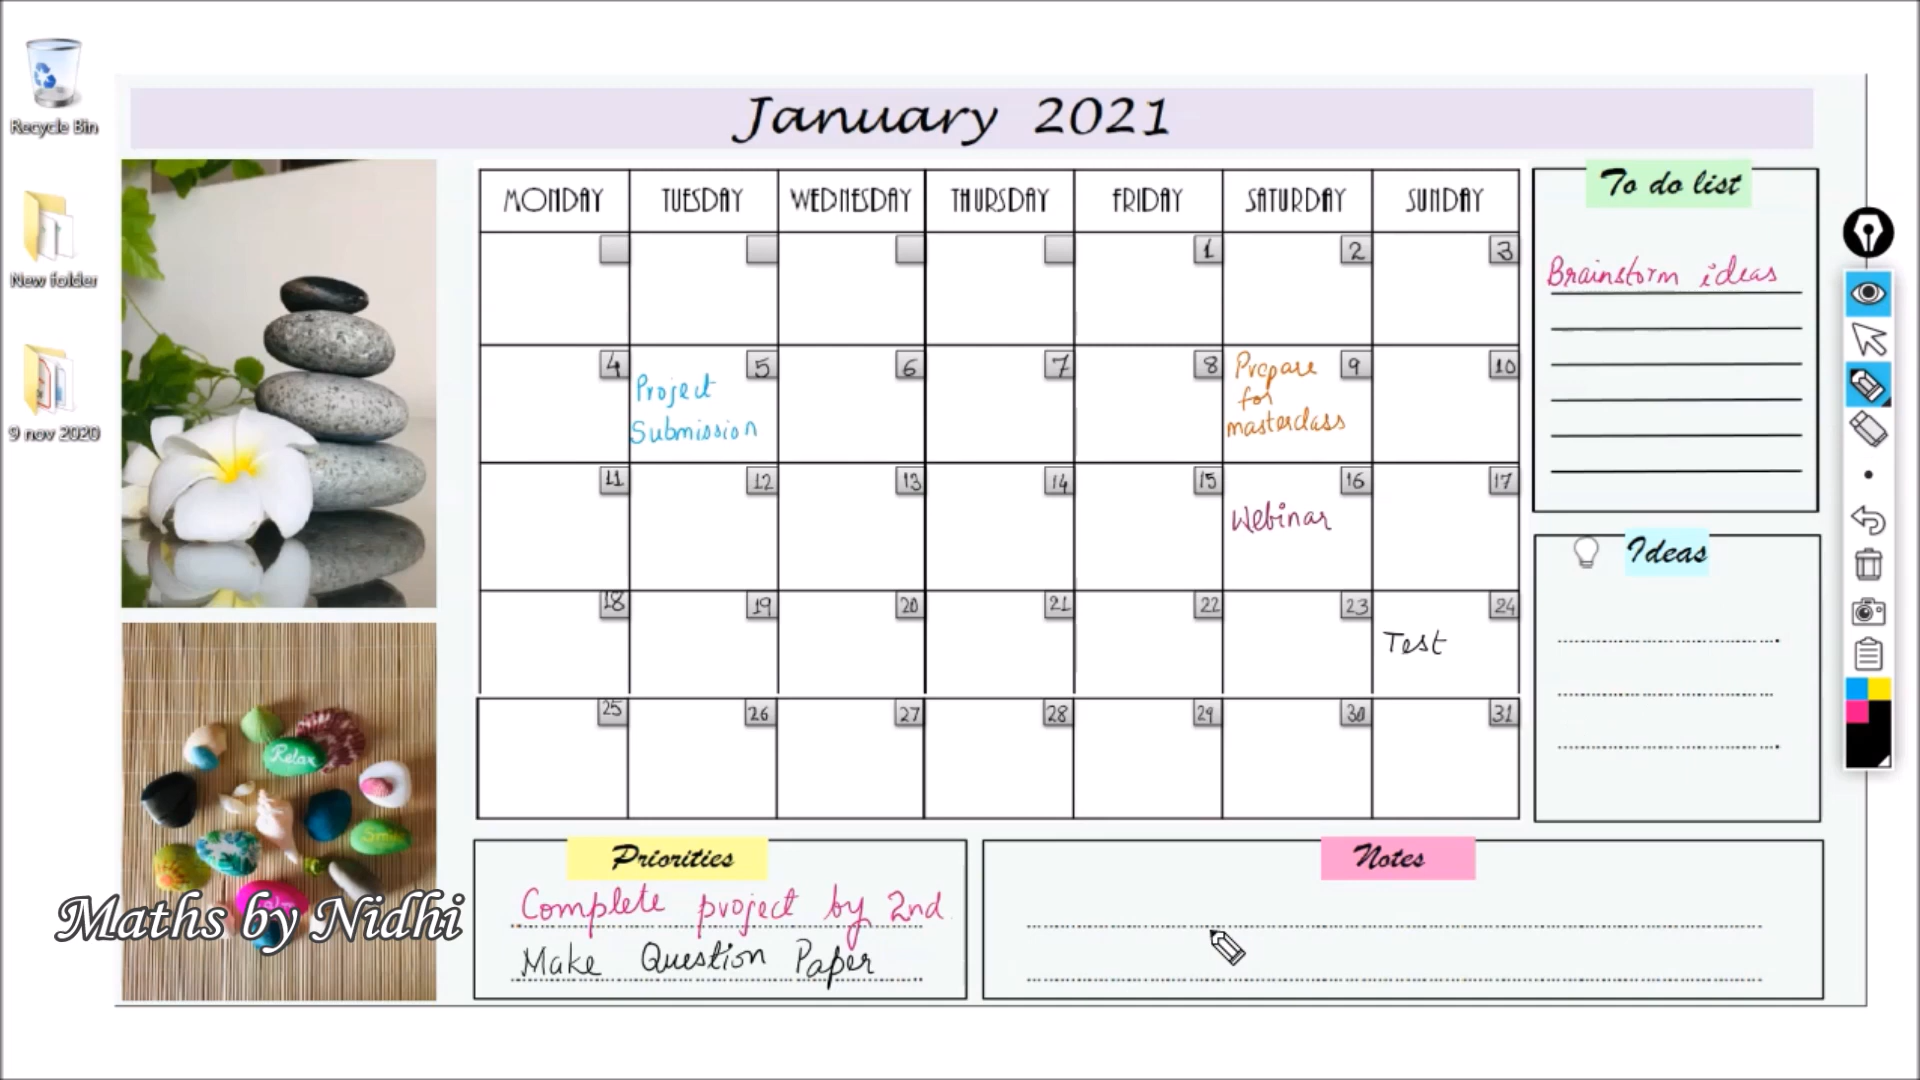 Recycle Bin
New folder
9 nov 2020
January 2021
MONDAY TUESDAY WEDNESDAY THURSDAY FRIDAY SATURDAY SUNDAY
1 2 3
4 5 6 7 8 9 10
Project
Submission
Prepare
for
masterclass
11 12 13 14 15 16 17
Webinar
18 19 20 21 22 23 24
Test
25 26 27 28 29 30 31
To do list
Brainstorm ideas
Ideas
Relax
Smile
Maths by Nidhi
Priorities
Complete project by 2nd.
Make Question Paper
Notes